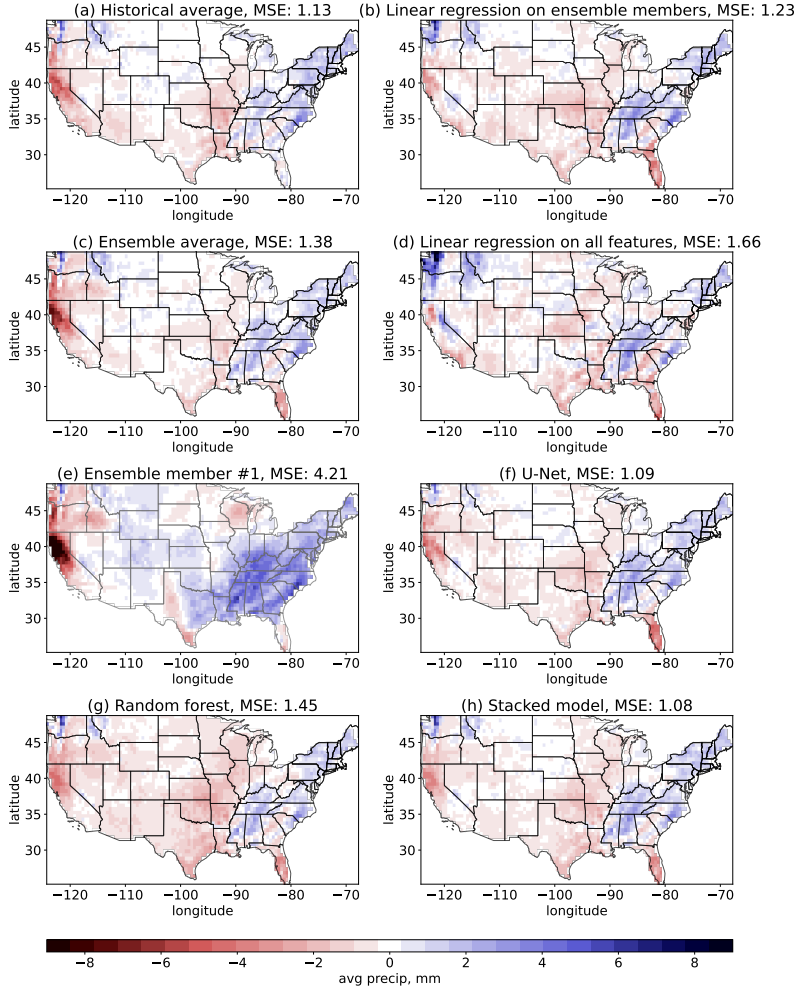 (a) Historical average, MSE: 1.13
(b) Linear regression on ensemble members, MSE: 1.23
45
40
35
30
latitude
−120 −110 −100 −90 −80 −70
longitude
45
40
35
30
latitude
−120 −110 −100 −90 −80 −70
longitude
(c) Ensemble average, MSE: 1.38
(d) Linear regression on all features, MSE: 1.66
45
40
35
30
latitude
−120 −110 −100 −90 −80 −70
longitude
45
40
35
30
latitude
−120 −110 −100 −90 −80 −70
longitude
(e) Ensemble member #1, MSE: 4.21
(f) U-Net, MSE: 1.09
45
40
35
30
latitude
−120 −110 −100 −90 −80 −70
longitude
45
40
35
30
latitude
−120 −110 −100 −90 −80 −70
longitude
(g) Random forest, MSE: 1.45
(h) Stacked model, MSE: 1.08
45
40
35
30
latitude
−120 −110 −100 −90 −80 −70
longitude
45
40
35
30
latitude
−120 −110 −100 −90 −80 −70
longitude
−8 −6 −4 −2 0 2 4 6 8
avg precip, mm